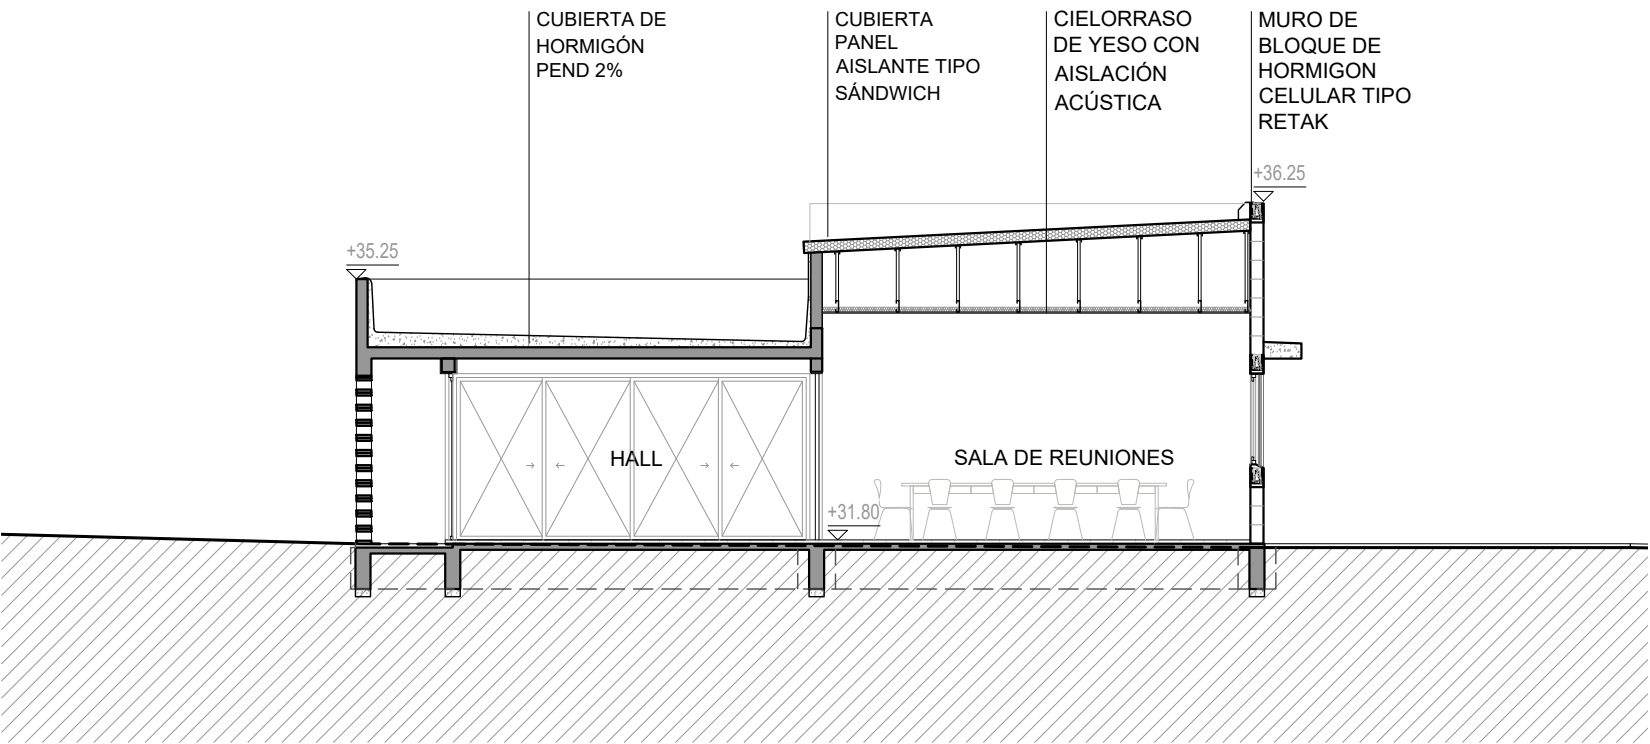 CUBIERTA DE
HORMIGÓN
PEND 2%
CUBIERTA
PANEL
AISLANTE TIPO
SÁNDWICH
CIELORRASO
DE YESO CON
AISLACIÓN
ACÚSTICA
MURO DE
BLOQUE DE
HORMIGON
CELULAR TIPO
RETAK
+36.25
+35.25
HALL
SALA DE REUNIONES
+31.80